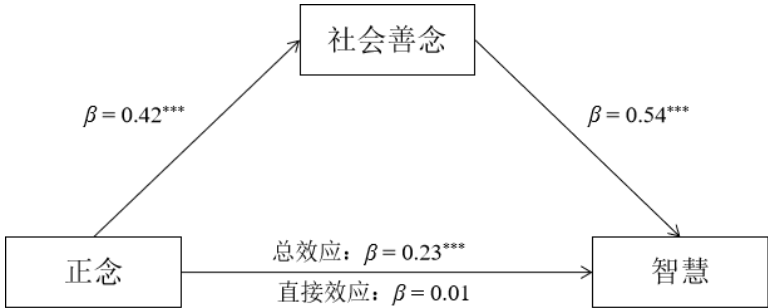 社会善念
β = 0.42***
β = 0.54***
正念
总效应：β = 0.23***
直接效应：β = 0.01
智慧